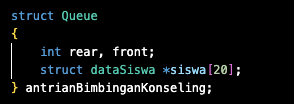 struct Queue
{
    int rear, front;
    struct dataSiswa *siswa[20];
} antrianBimbinganKonseling;